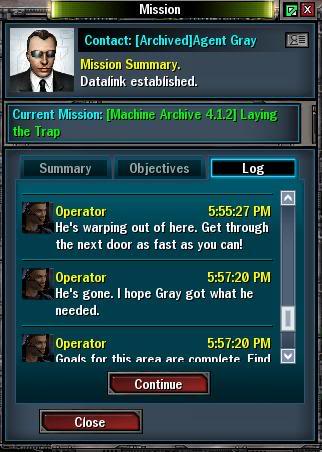 Mission
Contact: [Archived]Agent Gray
Mission Summary.
Datalink established.
Current Mission: [Machine Archive 4.1.2] Laying
the Trap
Summary Objectives Log
Operator 5:55:27 PM
He's warping out of here. Get through
the next door as fast as you can!
Operator 5:57:20 PM
He's gone. I hope Gray got what he
needed.
Operator 5:57:20 PM
Goals for this area are complete. Find
Continue
Close